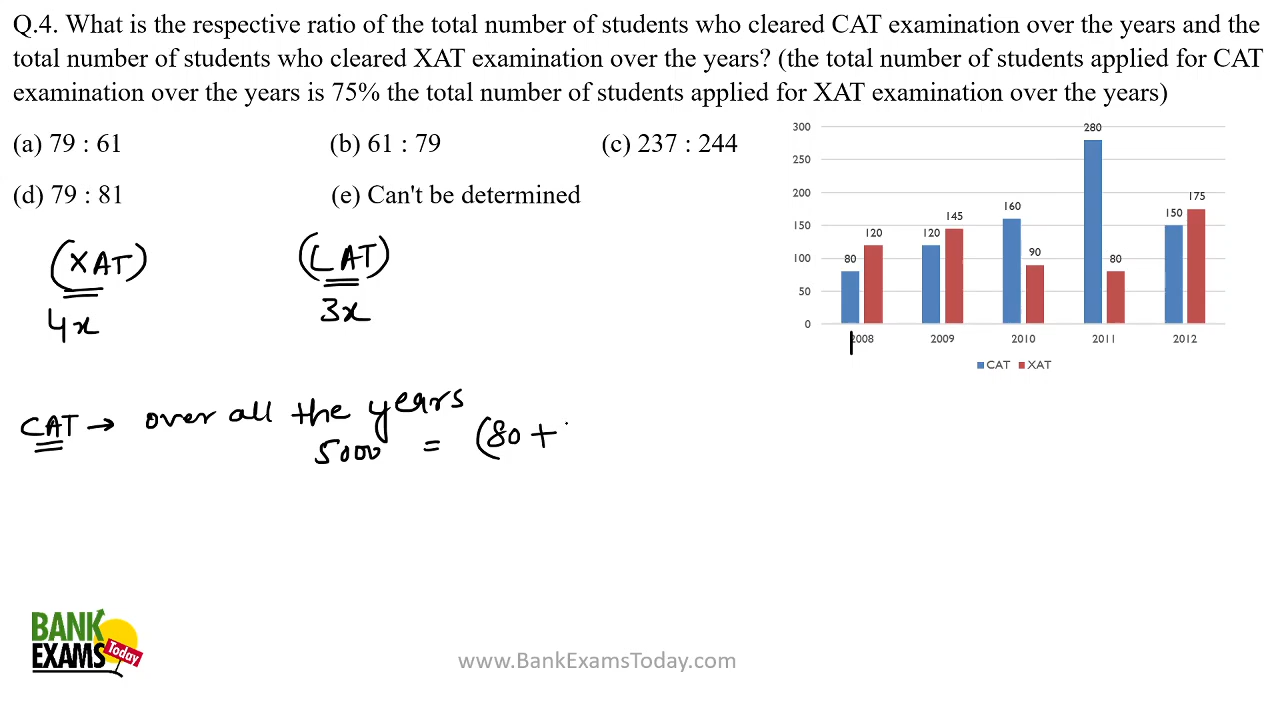 Q.4. What is the respective ratio of the total number of students who cleared CAT examination over the years and the
total number of students who cleared XAT examination over the years? (the total number of students applied for CAT
examination over the years is 75% the total number of students applied for XAT examination over the years)
(a) 79 : 61 (b) 61 : 79 (c) 237 : 244
(d) 79 : 81 (e) Can't be determined
300
250
200
150
100
50
0
80 120 120 145 160 90 280 80 150 175
2008 2009 2010 2011 2012
CAT XAT
(XAT) (CAT)
4x 3x
CAT → over all the years
5000 = (80 +
BANK
EXAMS Today
(www.BankExamsToday.com